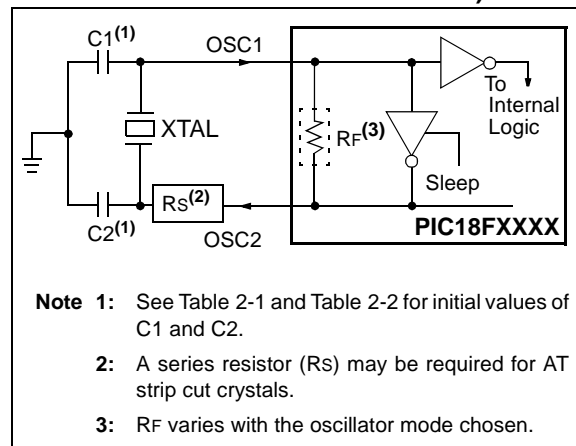 C1(1)
OSC1
To
Internal
Logic
XTAL
RF(3)
Sleep
C2(1)
RS(2)
OSC2
PIC18FXXXX
Note 1: See Table 2-1 and Table 2-2 for initial values of
C1 and C2.
2: A series resistor (RS) may be required for AT
strip cut crystals.
3: RF varies with the oscillator mode chosen.